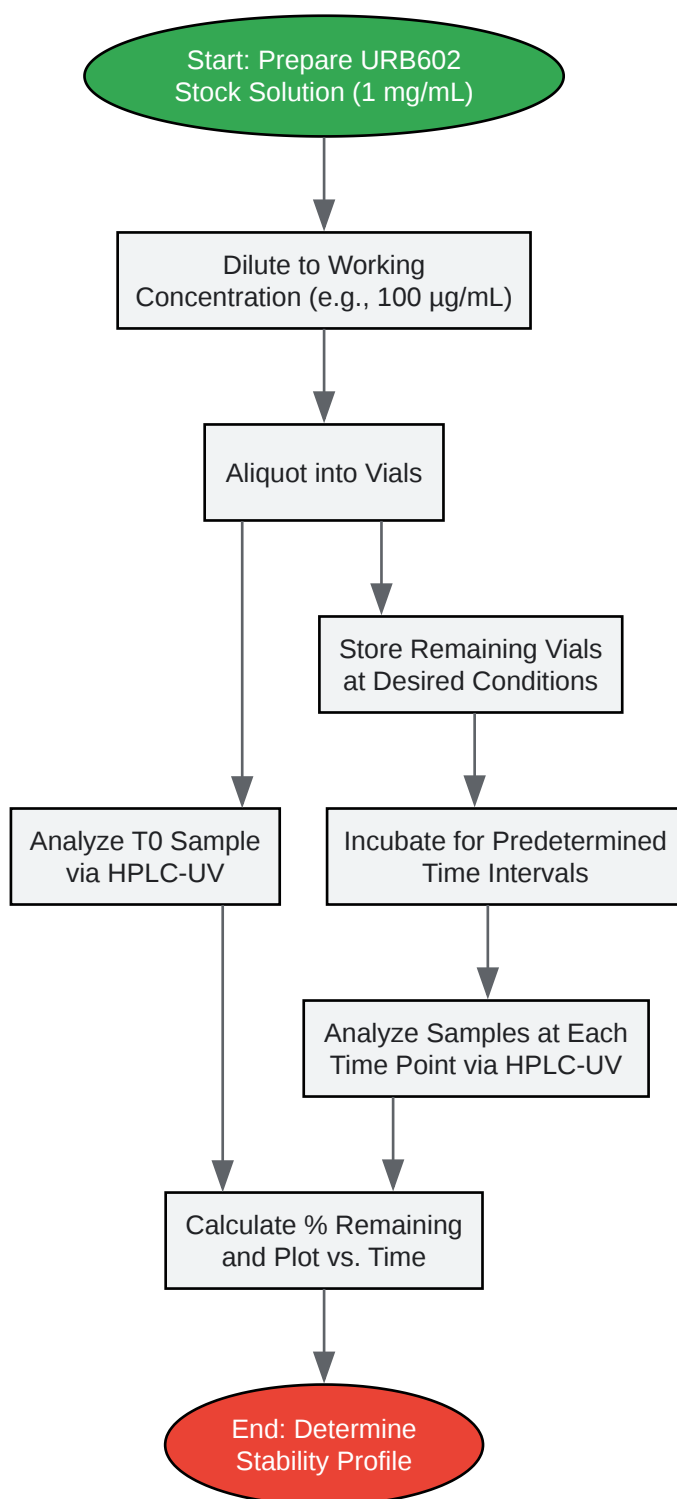 Start: Prepare URB602
Stock Solution (1 mg/mL)
Dilute to Working
Concentration (e.g., 100 µg/mL)
Aliquot into Vials
Store Remaining Vials
at Desired Conditions
Analyze T0 Sample
via HPLC-UV
Incubate for Predetermined
Time Intervals
Analyze Samples at Each
Time Point via HPLC-UV
Calculate % Remaining
and Plot vs. Time
End: Determine
Stability Profile